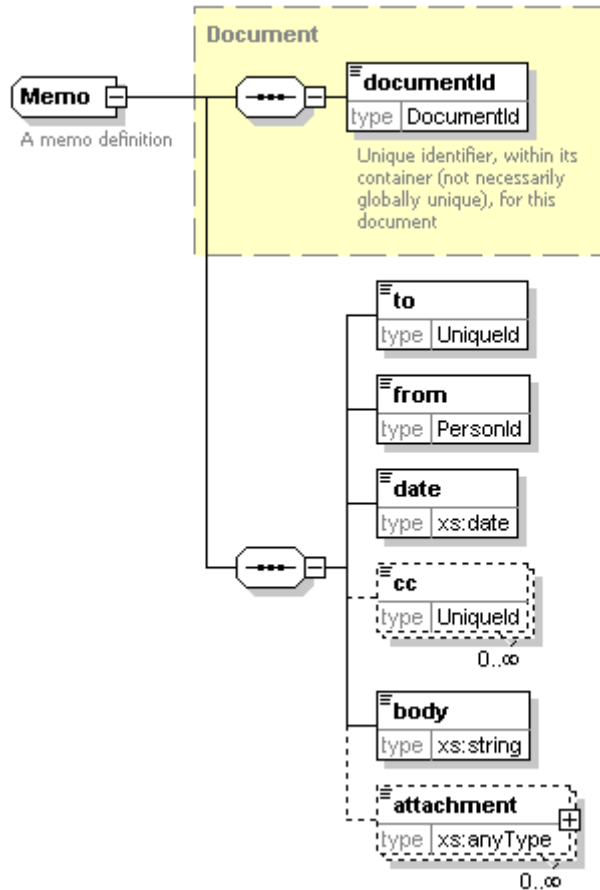 Document
Memo
A memo definition
documentId
type DocumentId
Unique identifier, within its
container (not necessarily
globally unique), for this
document
to
type UniqueId
from
type PersonId
date
type xs:date
cc
type UniqueId
0..∞
body
type xs:string
attachment
type xs:anyType
0..∞